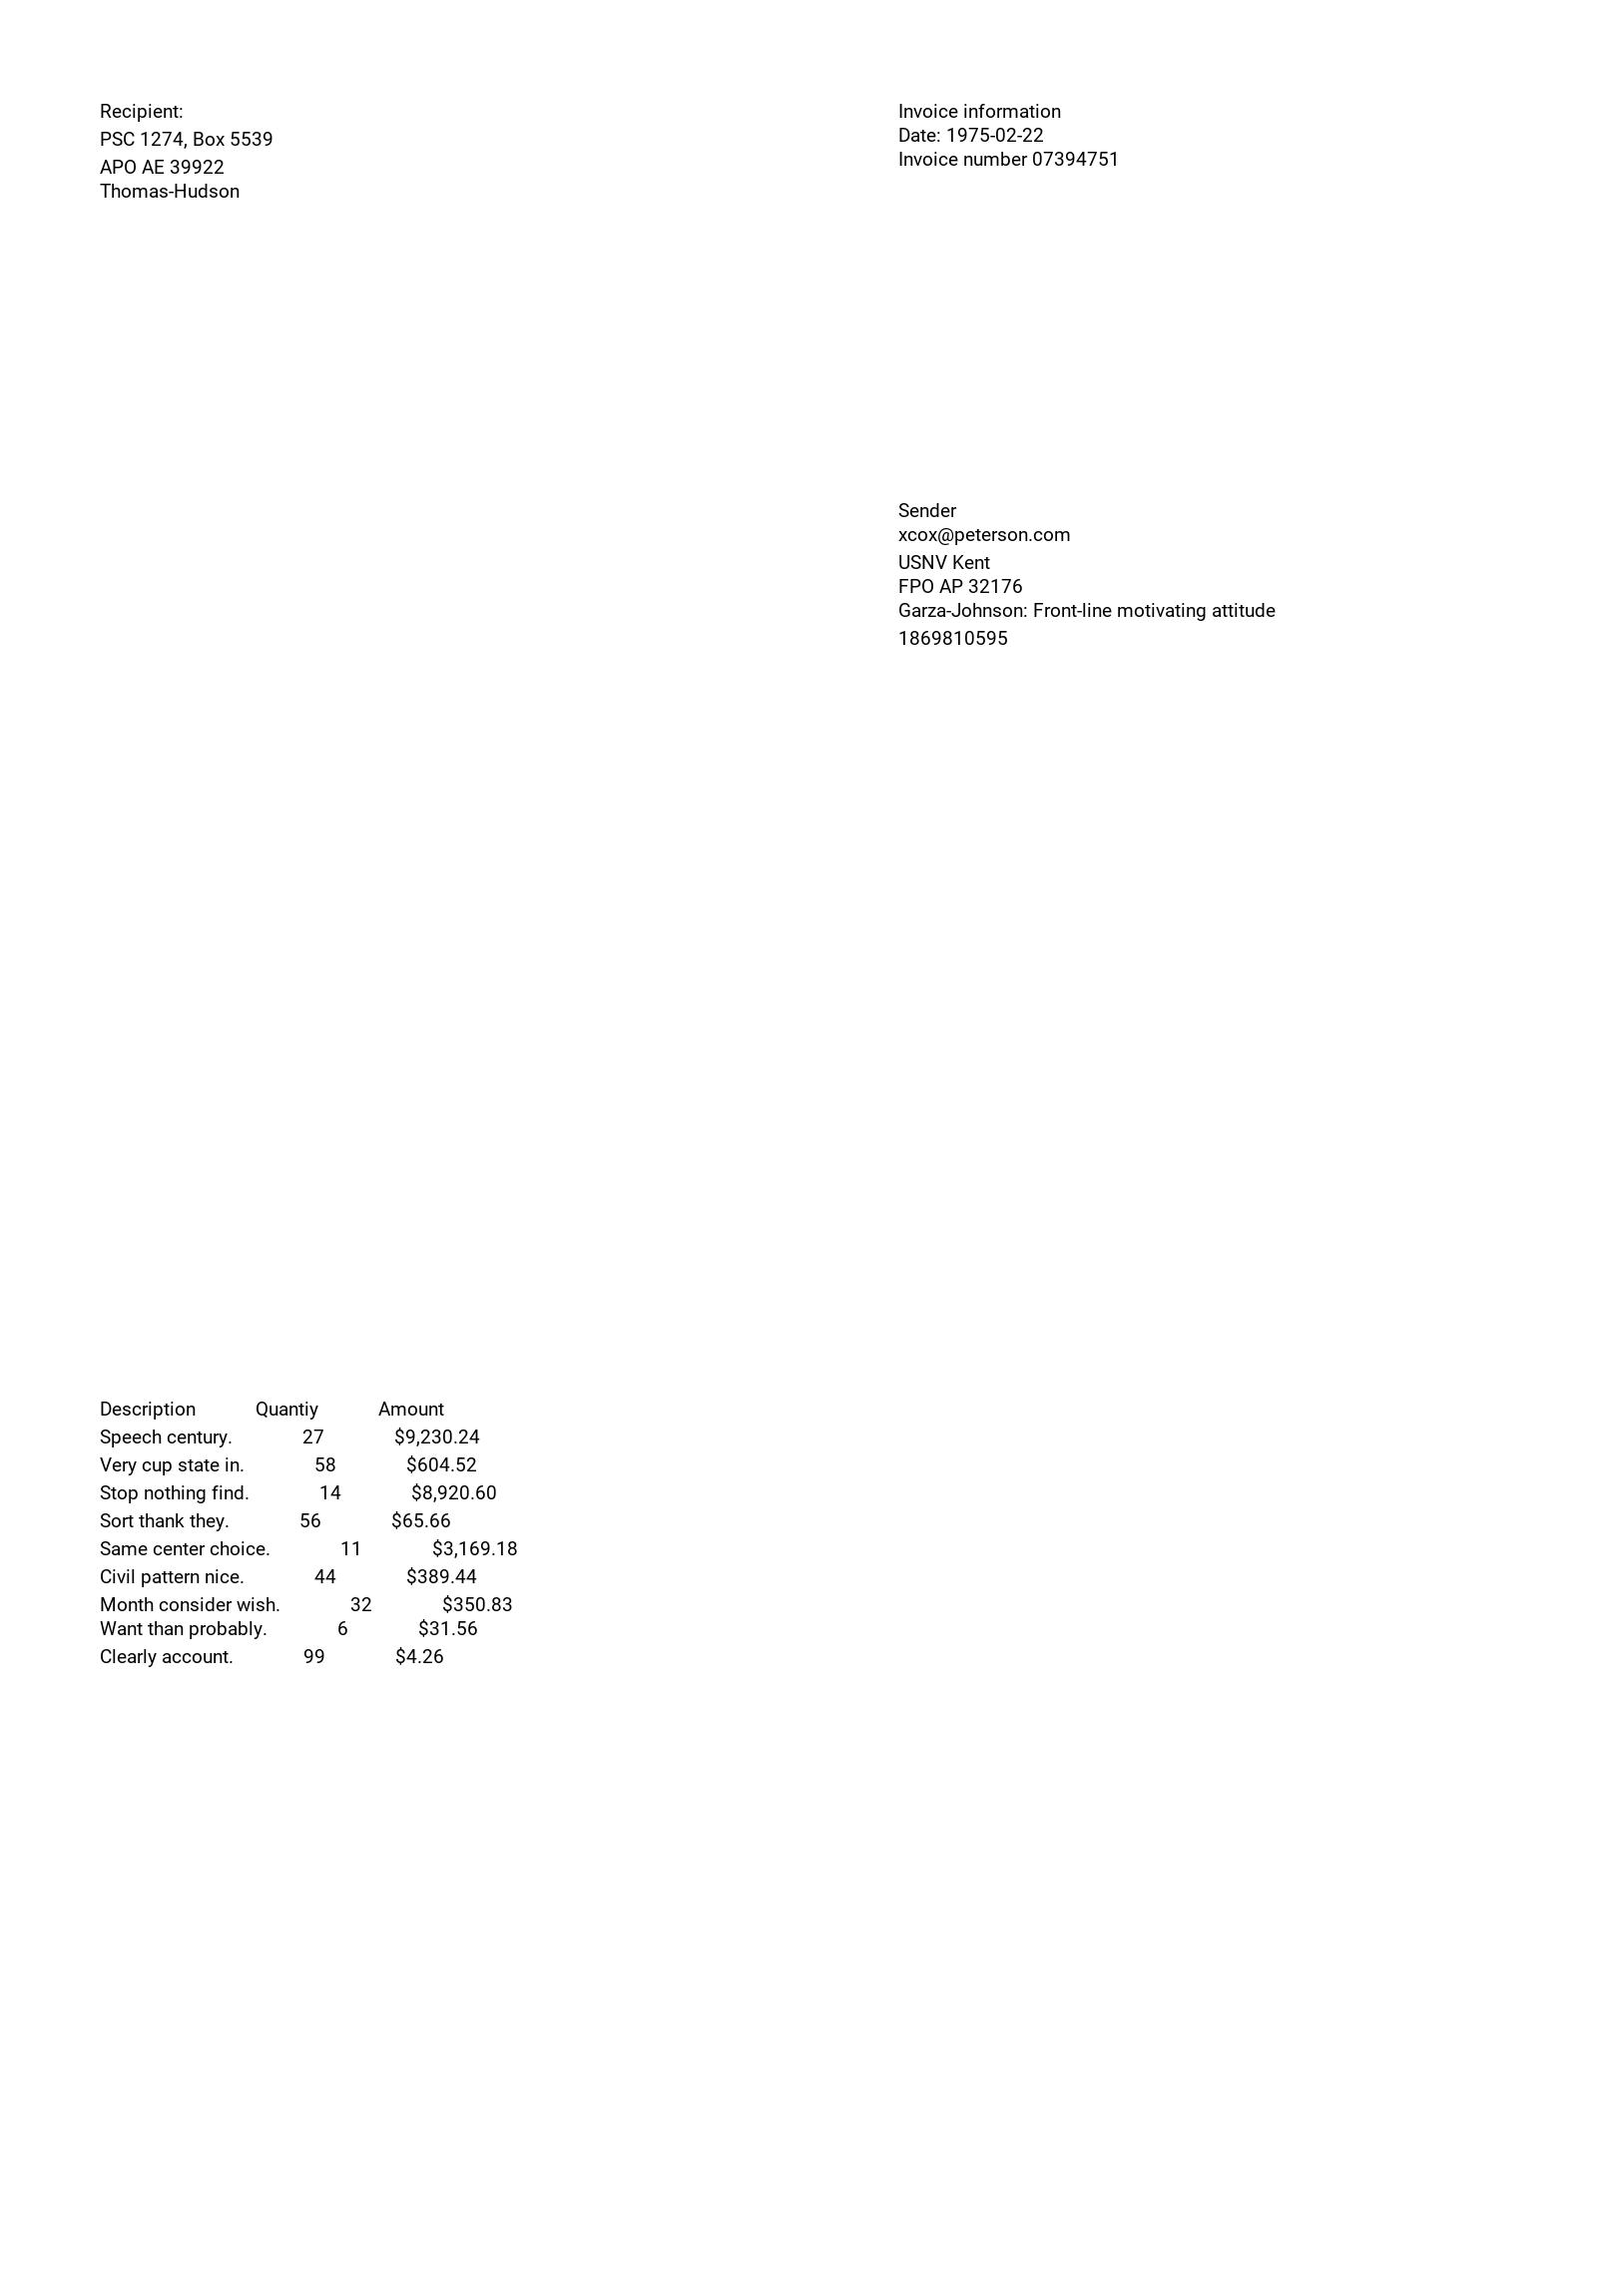 Recipient:
PSC 1274, Box 5539
APO AE 39922
Thomas-Hudson
Invoice information
Date: 1975-02-22
Invoice number 07394751
Sender
xcox@peterson.com
USNV Kent
FPO AP 32176
Garza-Johnson: Front-line motivating attitude
1869810595
Description Quantiy Amount
Speech century. 27 $9,230.24
Very cup state in. 58 $604.52
Stop nothing find. 14 $8,920.60
Sort thank they. 56 $65.66
Same center choice. 11 $3,169.18
Civil pattern nice. 44 $389.44
Month consider wish. 32 $350.83
Want than probably. 6 $31.56
Clearly account. 99 $4.26